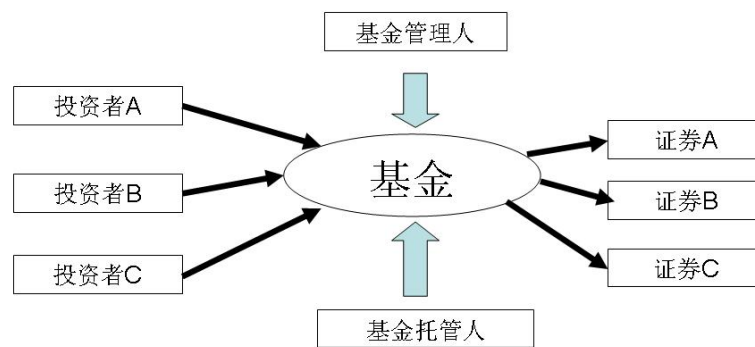 基金管理人
投资者A
投资者B
投资者C
基金
证券A
证券B
证券C
基金托管人